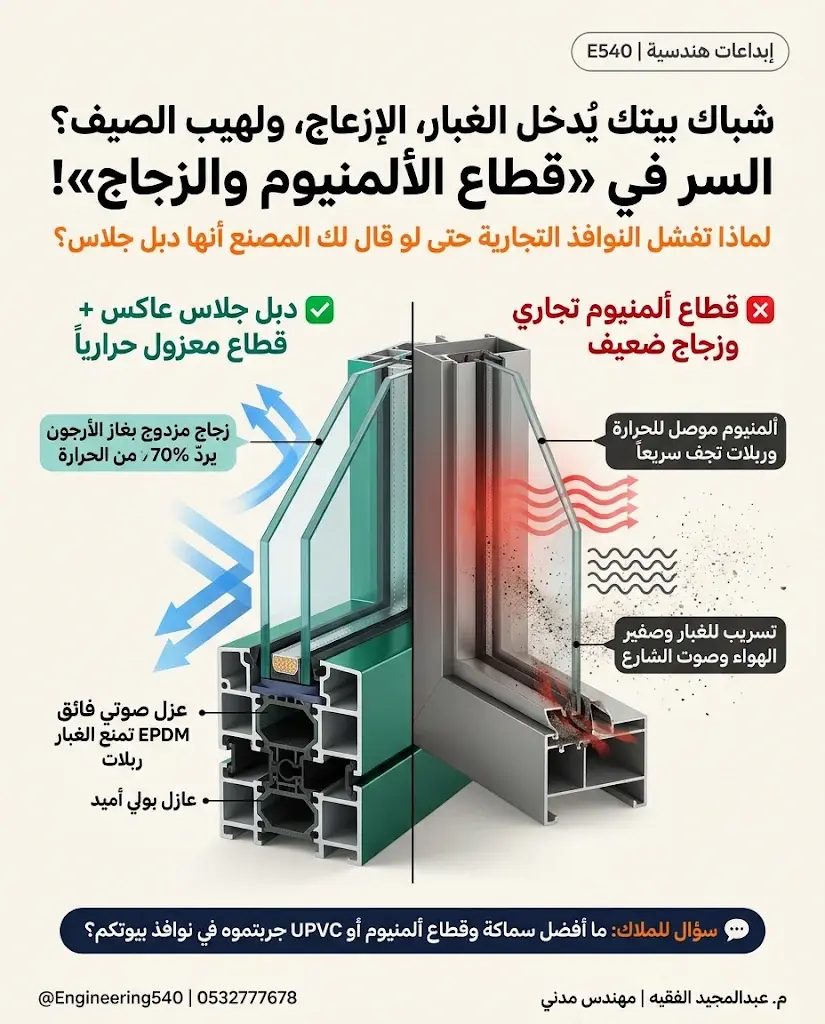 إبداعات هندسية | E540
شباك بيتك يُدخل الغبار، الإزعاج، ولهيب الصيف؟
السر في «قطاع الألمنيوم والزجاج»!
لماذا تفشل النوافذ التجارية حتى لو قال لك المصنع أنها دبل جلاس؟
قطاع ألمنيوم تجاري
وزجاج ضعيف
دبل جلاس عاكس +
قطاع معزول حرارياً
ألمنيوم موصل للحرارة
وربلات تجف سريعاً
زجاج مزدوج بغاز الأرجون
يردّ 70%٪ من الحرارة
تسريب للغبار وصفير
الهواء وصوت الشارع
عزل صوتي فائق
EPDM تمنع الغبار
ربلات
عازل بولي أميد
سؤال للملاك: ما أفضل سماكة وقطاع ألمنيوم أو UPVC جربتموه في نوافذ بيوتكم؟
م. عبدالمجيد الفقيه | مهندس مدني
@Engineering540 | 0532777678